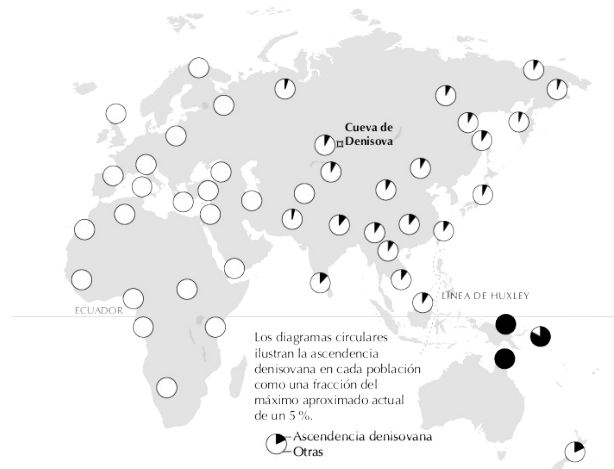 Cueva de
Denisova
LÍNEA DE HUXLEY
ECUADOR
Los diagramas circulares
ilustran la ascendencia
denisovana en cada población
como una fracción del
máximo aproximado actual
de un 5 %.
Ascendencia denisovana
Otras